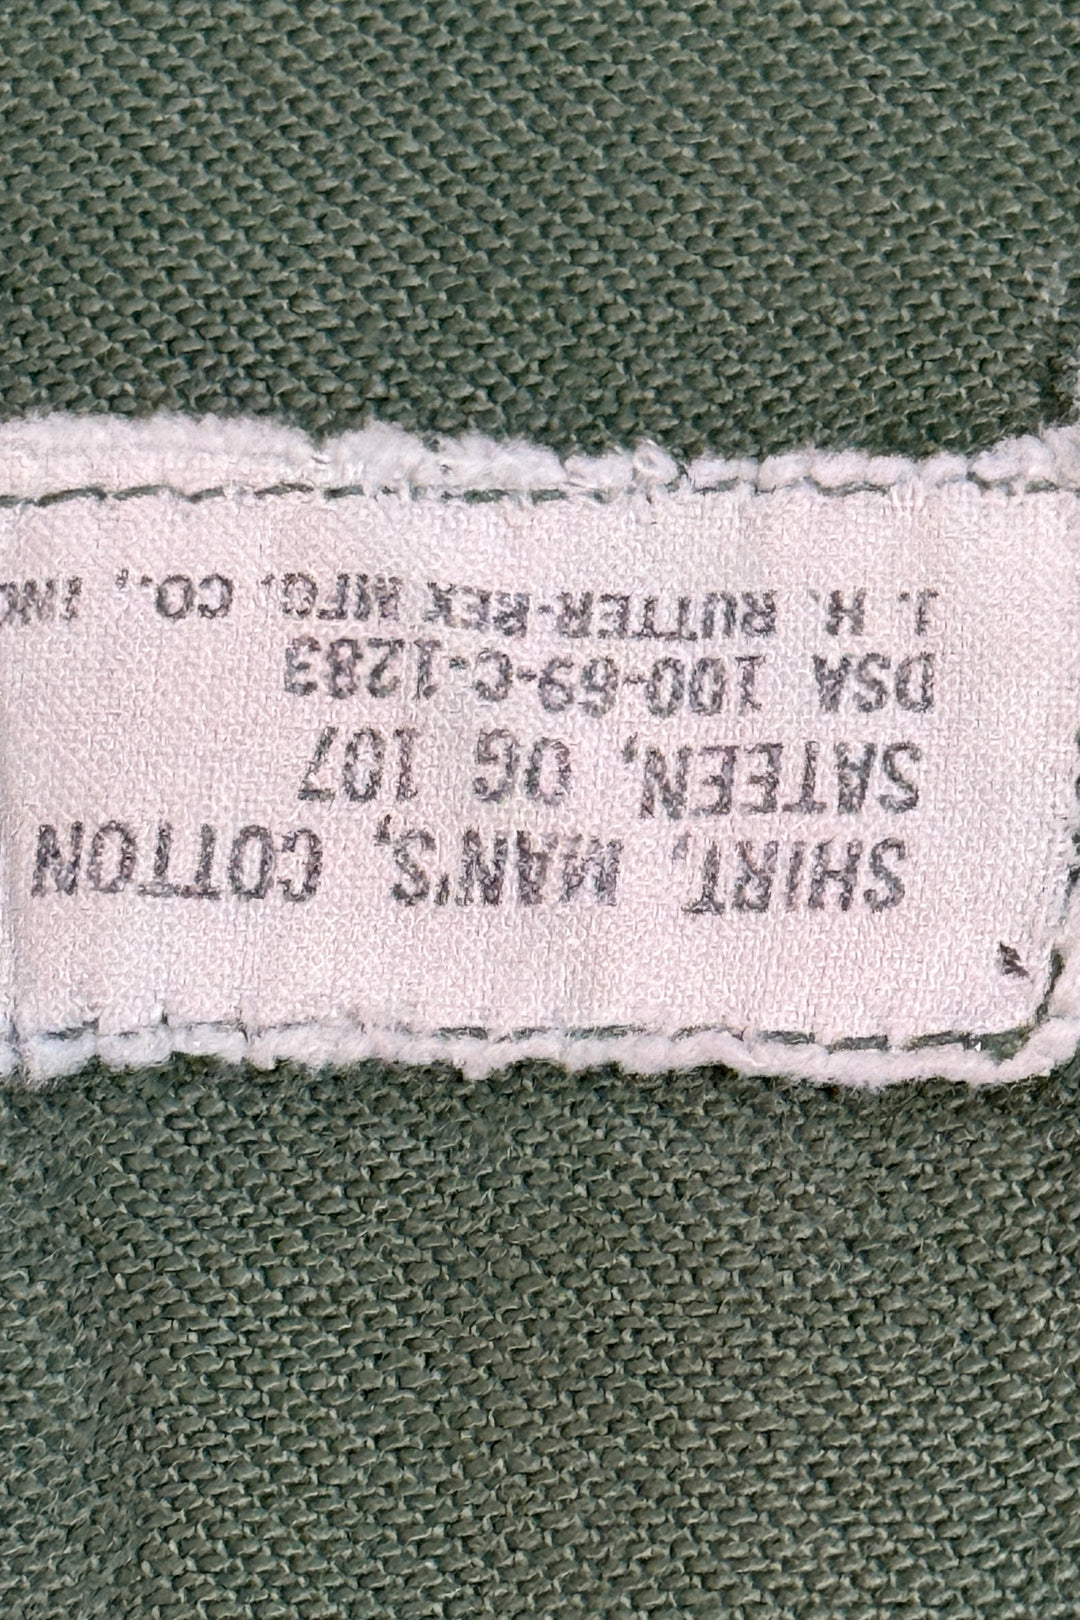 SHIRT, MAN'S, COTTON
SATEEN, OG 107
DSA 100-69-C-1283
J. H. RUTTER-REX MFG. CO., INC